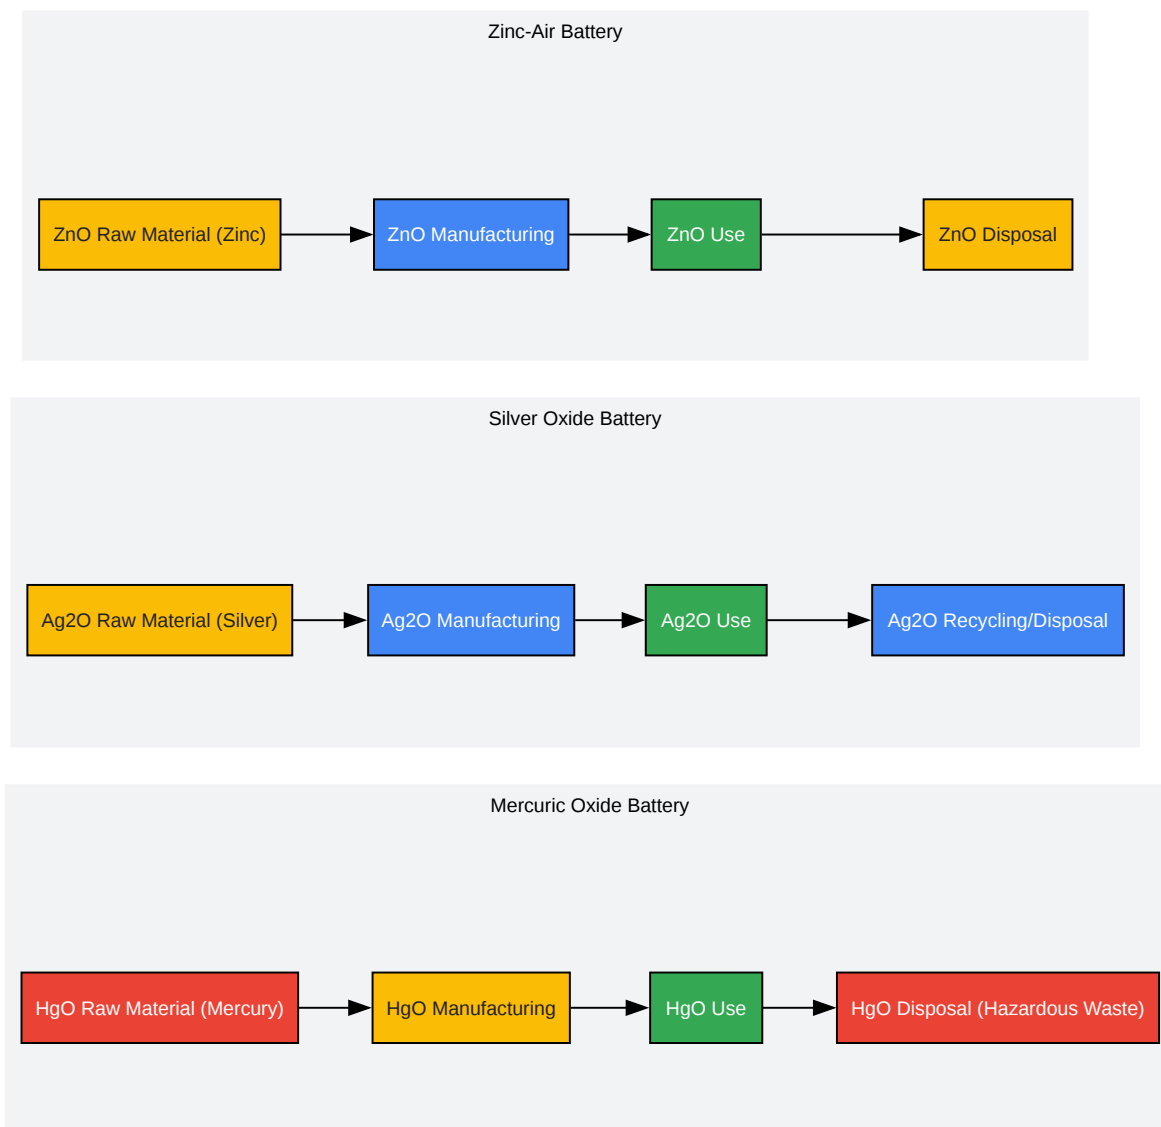 Zinc-Air Battery
ZnO Raw Material (Zinc)
ZnO Manufacturing
ZnO Use
ZnO Disposal
Silver Oxide Battery
Ag2O Raw Material (Silver)
Ag2O Manufacturing
Ag2O Use
Ag2O Recycling/Disposal
Mercuric Oxide Battery
HgO Raw Material (Mercury)
HgO Manufacturing
HgO Use
HgO Disposal (Hazardous Waste)